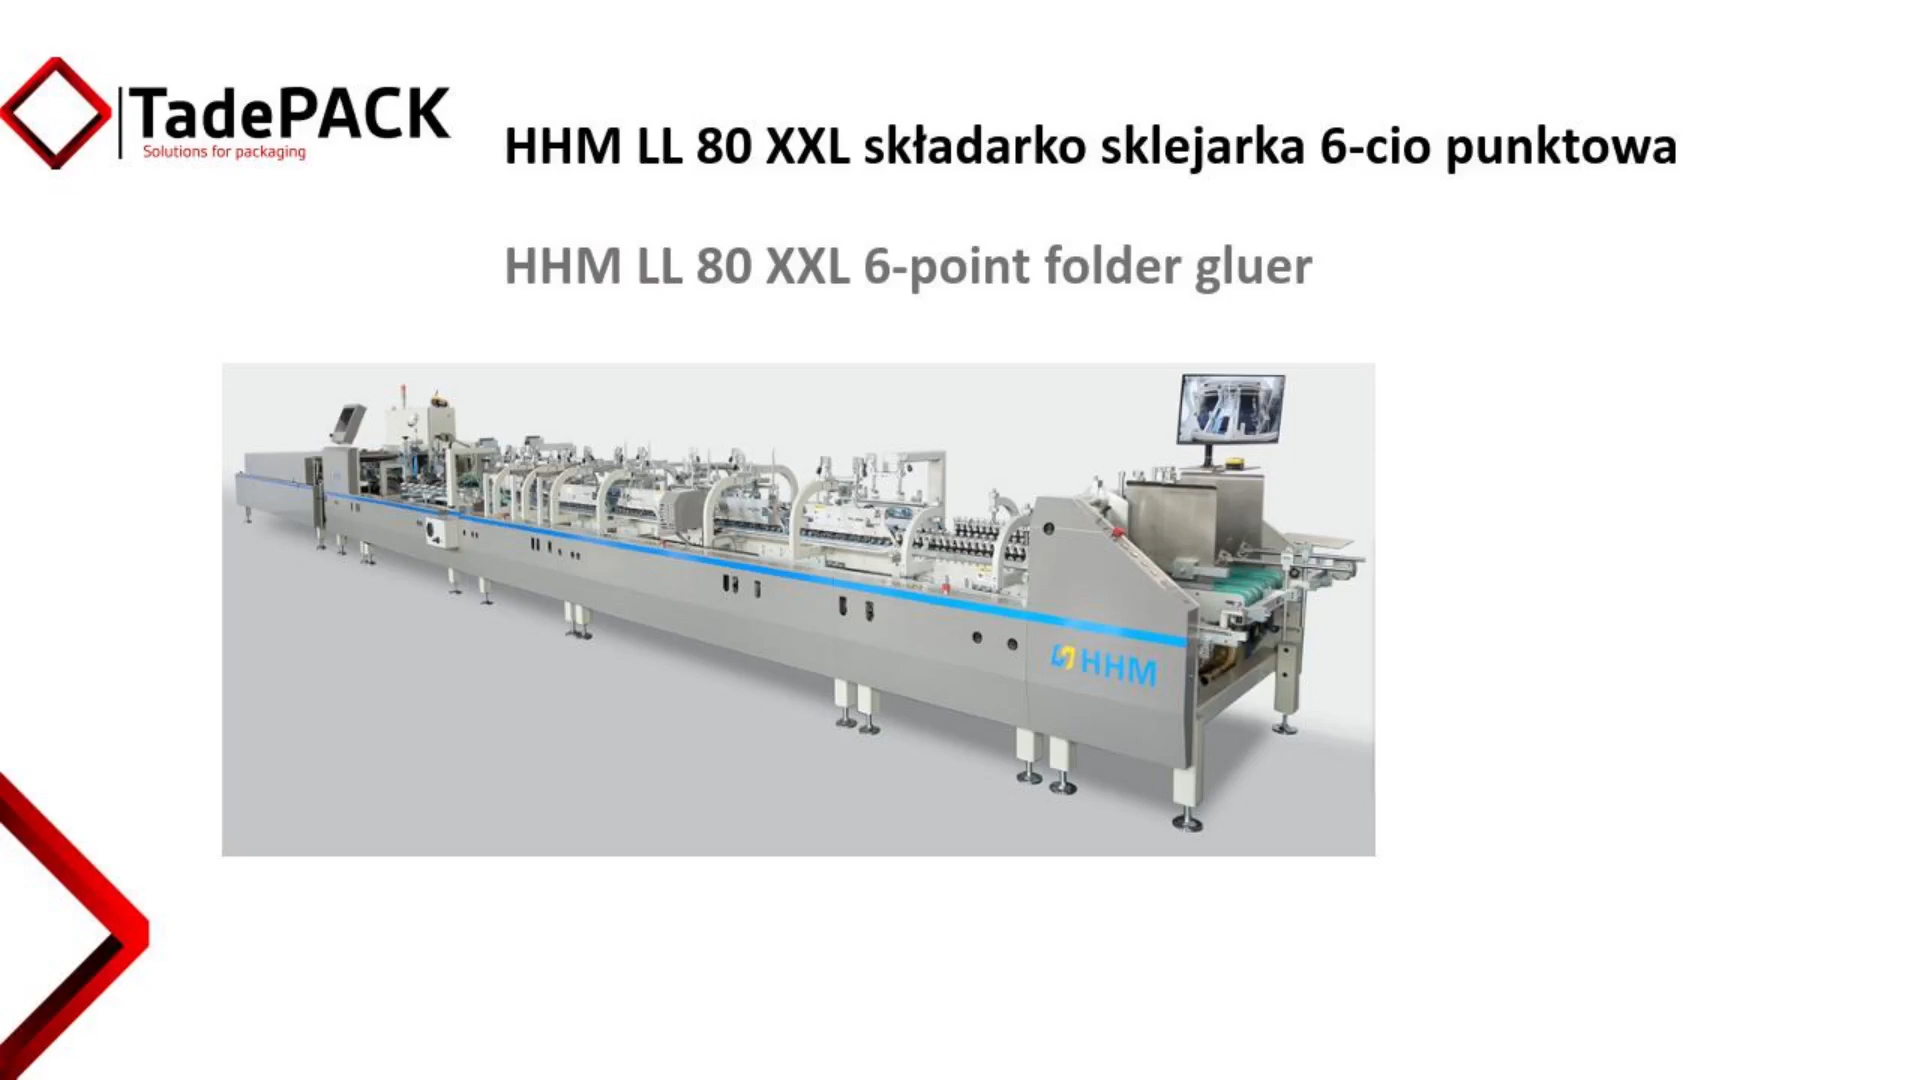 TadePACK
Solutions for packaging
HHM LL 80 XXL składarko sklejarka 6-cio punktowa
HHM LL 80 XXL 6-point folder gluer
HHM